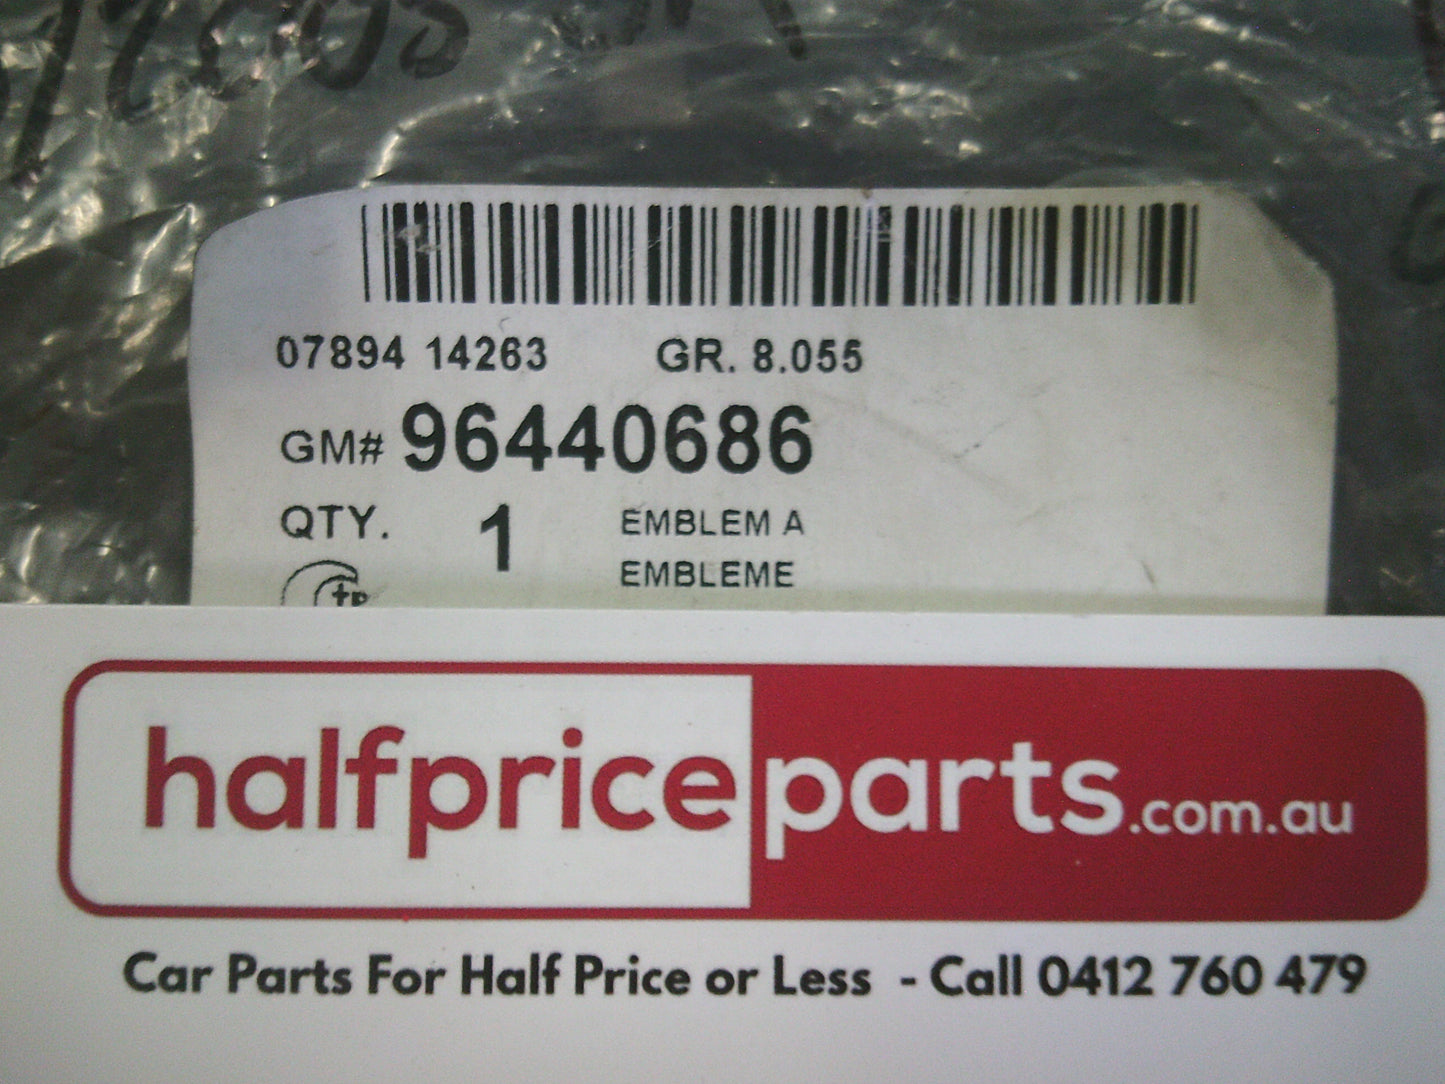 07894 14263 GR. 8.055
GM# 96440686
QTY. 1 EMBLEM A
EMBLEME
halfpriceparts.com.au
Car Parts For Half Price or Less - Call 0412 760 479